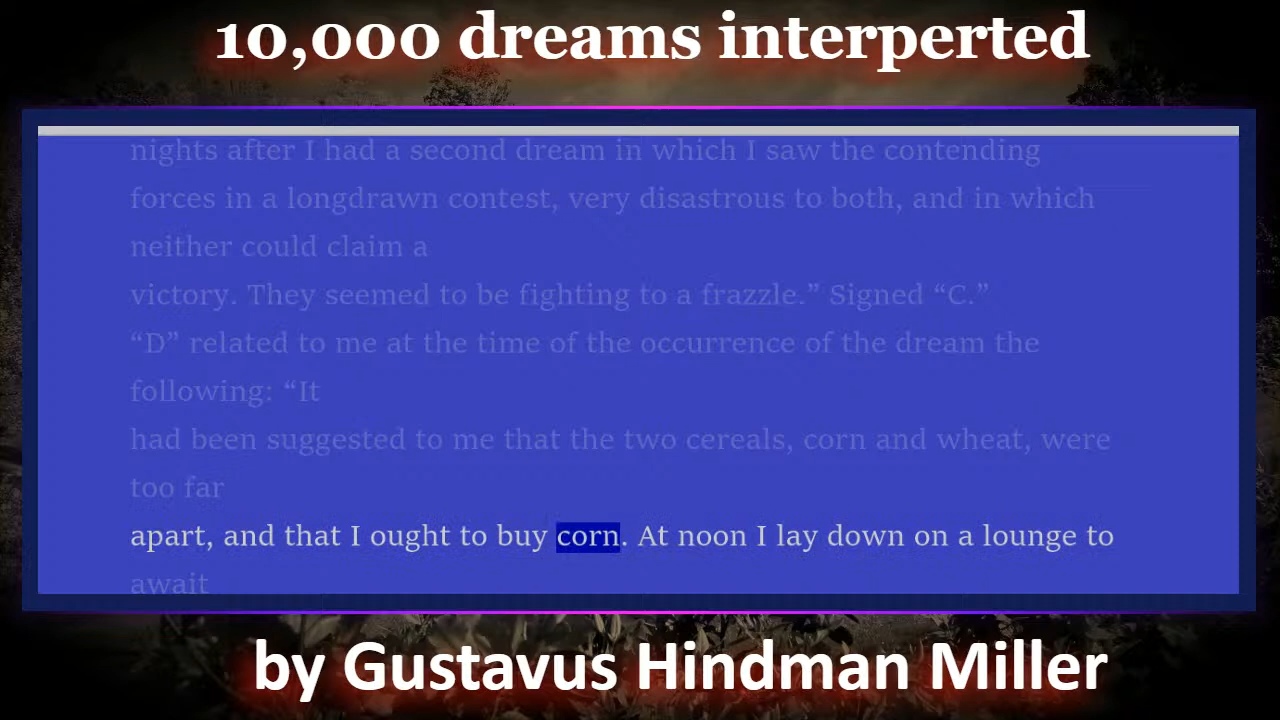 10,000 dreams interperted
nights after I had a second dream in which I saw the contending
forces in a longdrawn contest, very disastrous to both, and in which
neither could claim a
victory. They seemed to be fighting to a frazzle.” Signed “C.”
“D” related to me at the time of the occurrence of the dream the
following: “It
had been suggested to me that the two cereals, corn and wheat, were
too far
apart, and that I ought to buy corn. At noon I lay down on a lounge to
await
by Gustavus Hindman Miller